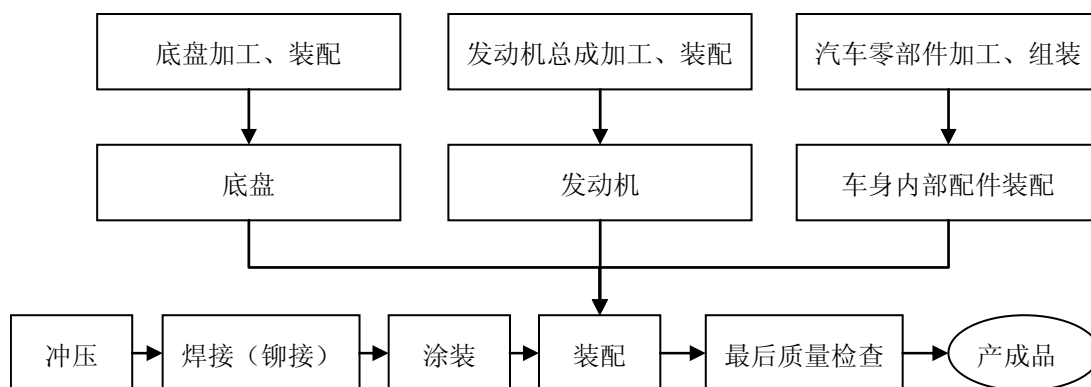 底盘加工、装配
发动机总成加工、装配
汽车零部件加工、组装
底盘
发动机
车身内部配件装配
冲压
焊接（铆接）
涂装
装配
最后质量检查
产成品